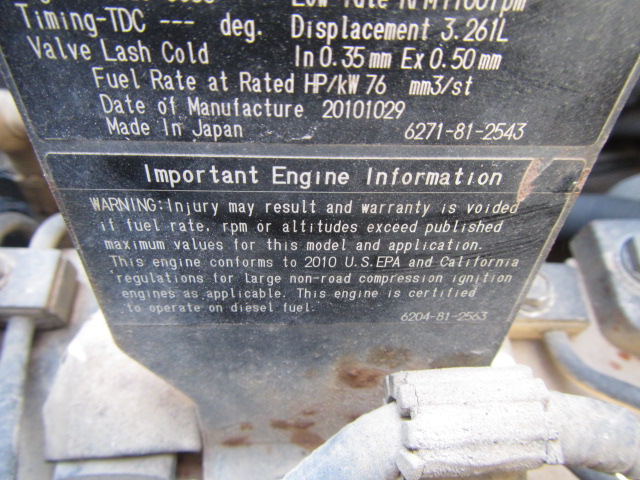 Timing-TDC --- deg. Displacement 3.261L
Valve Lash Cold In 0.35 mm Ex 0.50 mm
Fuel Rate at Rated HP/kW 76 mm3/st
Date of Manufacture 20101029
Made In Japan 6271-81-2543
Important Engine Information
WARNING: Injury may result and warranty is voided
if fuel rate, rpm or altitudes exceed published
maximum values for this model and application.
This engine conforms to 2010 U.S.EPA and California
regulations for large non-road compression ignition
engines as applicable. This engine is certified
to operate on diesel fuel. 6204-81-2563